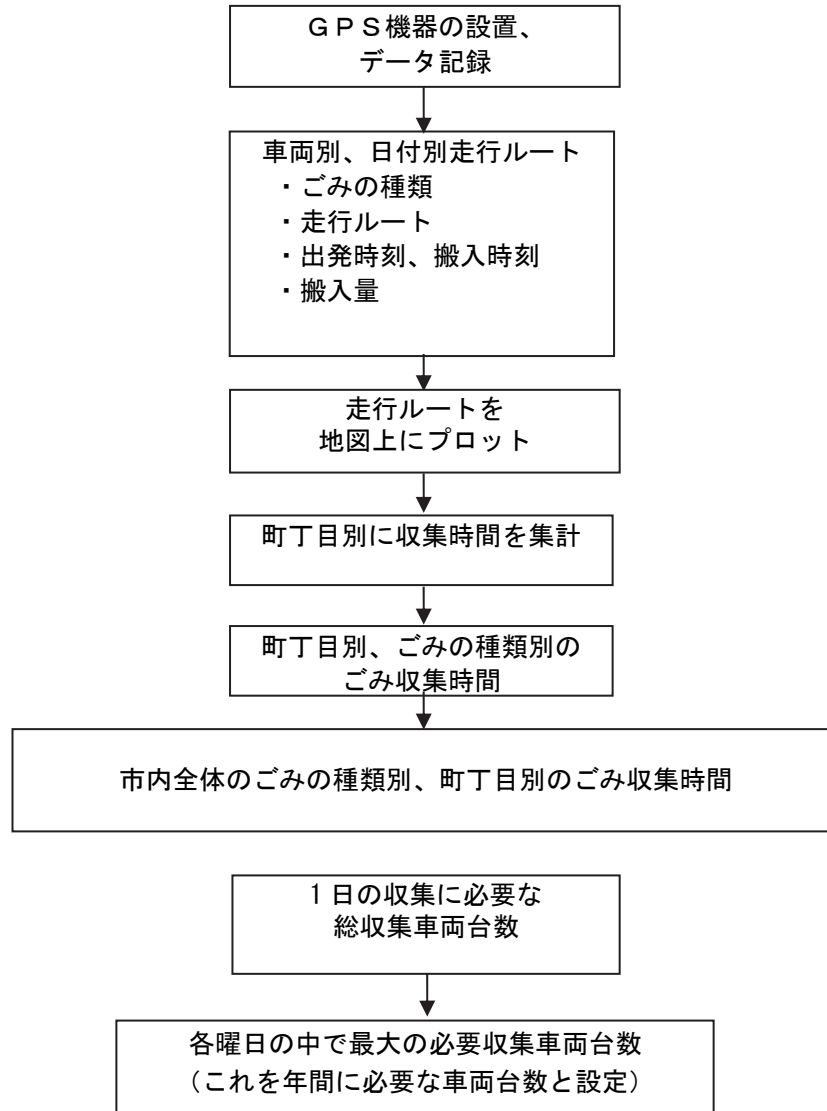 ＧＰＳ機器の設置、
データ記録
車両別、日付別走行ルート
・ごみの種類
・走行ルート
・出発時刻、搬入時刻
・搬入量
走行ルートを
地図上にプロット
町丁目別に収集時間を集計
町丁目別、ごみの種類別の
ごみ収集時間
市内全体のごみの種類別、町丁目別のごみ収集時間
1日の収集に必要な
総収集車両台数
各曜日の中で最大の必要収集車両台数
（これを年間に必要な車両台数と設定）